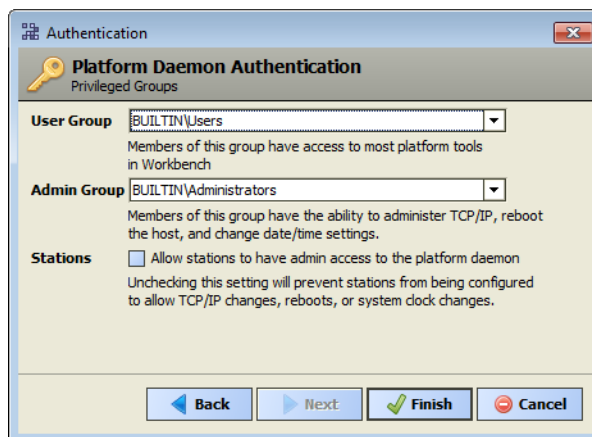 Authentication
Platform Daemon Authentication
Privileged Groups
User Group BUILTIN\Users
Members of this group have access to most platform tools
in Workbench
Admin Group BUILTIN\Administrators
Members of this group have the ability to administer TCP/IP, reboot
the host, and change date/time settings.
Stations Allow stations to have admin access to the platform daemon
Unchecking this setting will prevent stations from being configured
to allow TCP/IP changes, reboots, or system clock changes.
Back Next Finish Cancel